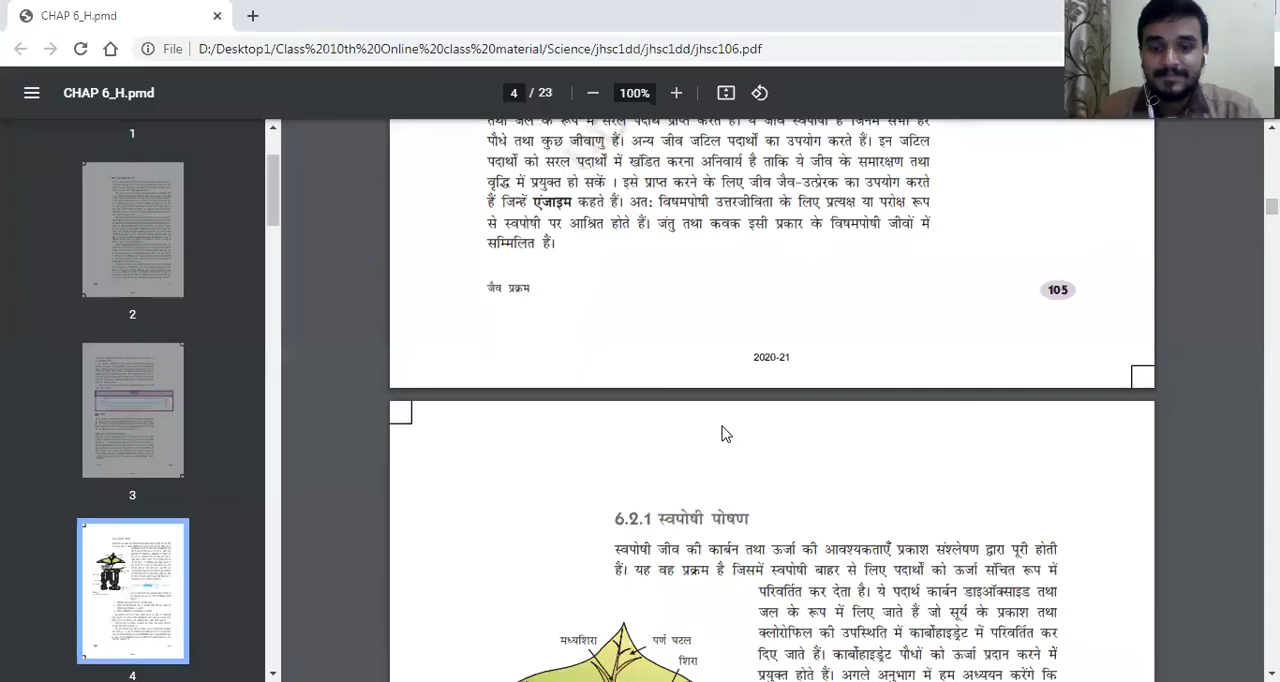 CHAP 6_H.pmd
File D:/Desktop1/Class%2010th%20Online%20class%20material/Science/jhsc1dd/jhsc1dd/jhsc106.pdf
CHAP 6_H.pmd
4 / 23
100%
1
2
3
4
तथा जल के रूप में सरल पदार्थ प्राप्त करते हैं। ये जीव स्वपोषी हैं जिनमें सभी हरे
पौधे तथा कुछ जीवाणु हैं। अन्य जीव जटिल पदार्थों का उपयोग करते हैं। इन जटिल
पदार्थों को सरल पदार्थों में खंडित करना अनिवार्य है ताकि ये जीव के समारक्षण तथा
वृद्धि में प्रयुक्त हो सकें । इसे प्राप्त करने के लिए जीव जैव-उत्प्रेरक का उपयोग करते
हैं जिन्हें एंजाइम कहते हैं। अतः विषमपोषी उत्तरजीविता के लिए प्रत्यक्ष या परोक्ष रूप
से स्वपोषी पर आश्रित होते हैं। जंतु तथा कवक इसी प्रकार के विषमपोषी जीवों में
सम्मिलित हैं।
जैव प्रक्रम
105
2020-21
6.2.1 स्वपोषी पोषण
स्वपोषी जीव की कार्बन तथा ऊर्जा की आवश्यकताएँ प्रकाश संश्लेषण द्वारा पूरी होती
हैं। यह वह प्रक्रम है जिसमें स्वपोषी बाहर से लिए पदार्थों को ऊर्जा संचित रूप में
परिवर्तित कर देता है। ये पदार्थ कार्बन डाइऑक्साइड तथा
जल के रूप में लिए जाते हैं जो सूर्य के प्रकाश तथा
क्लोरोफिल की उपस्थिति में कार्बोहाइड्रेट में परिवर्तित कर
दिए जाते हैं। कार्बोहाइड्रेट पौधों को ऊर्जा प्रदान करने में
प्रयुक्त होते हैं। अगले अनुभाग में हम अध्ययन करेंगे कि
मध्यशिरा
पर्ण पटल
शिरा